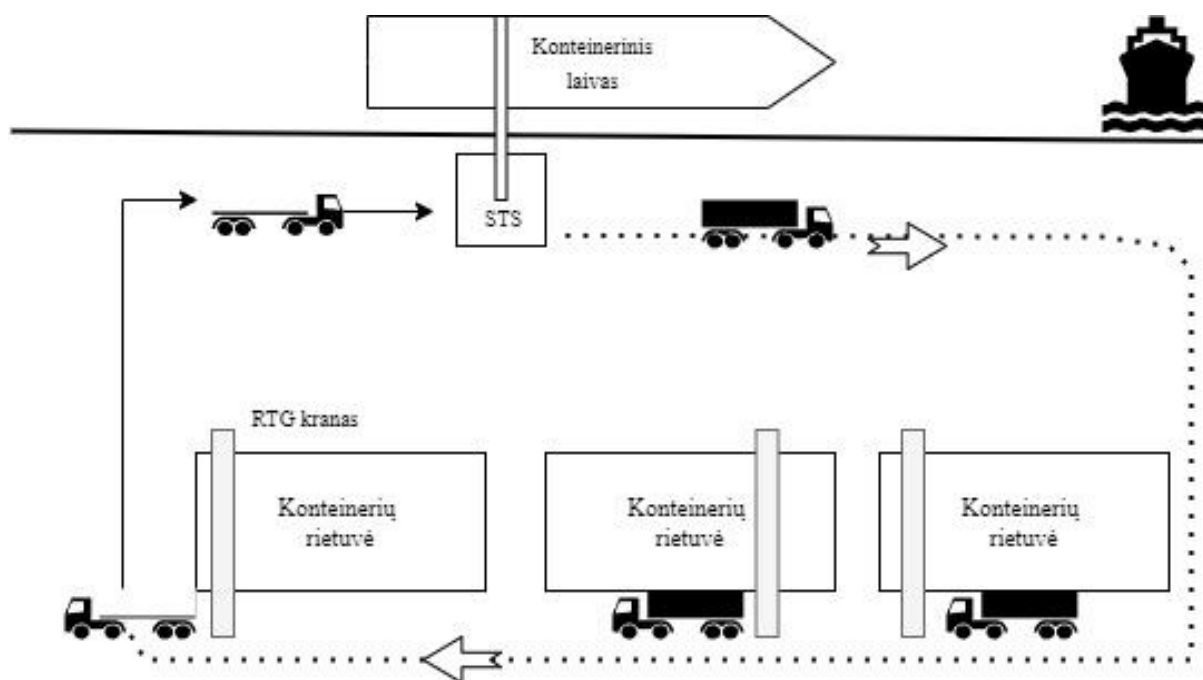 Konteinerinis
laivas
STS
RTG kranas
Konteinerių
rietuvė
Konteinerių
rietuvė
Konteinerių
rietuvė